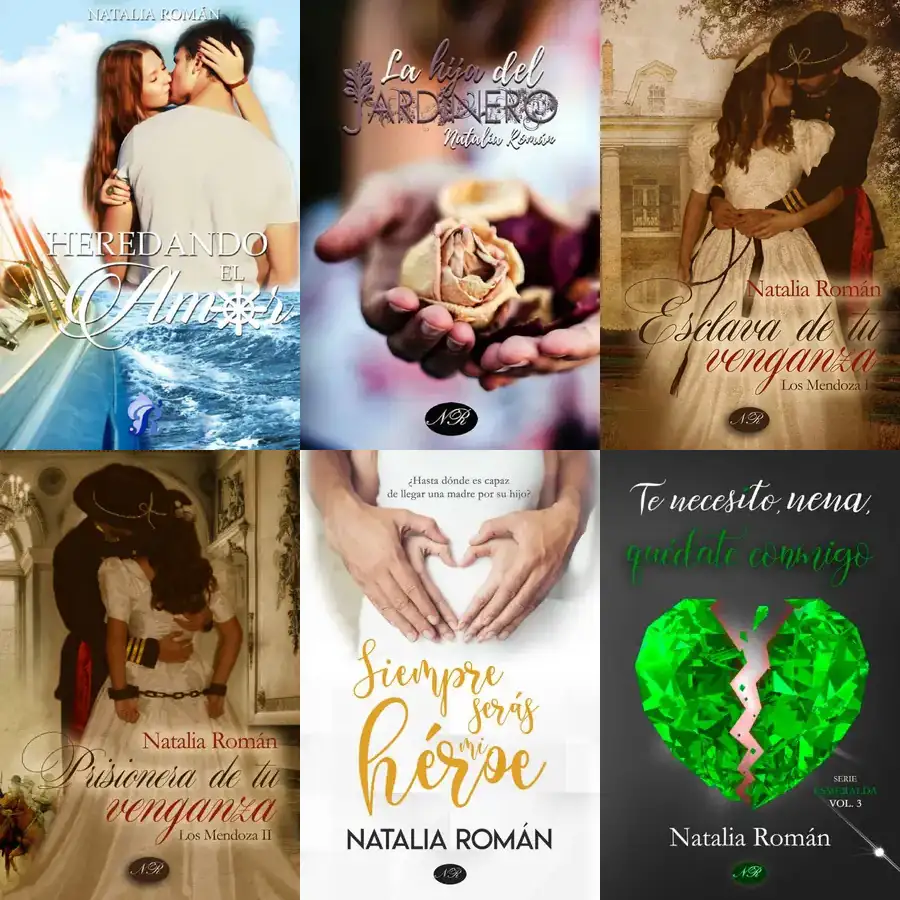 NATALIA ROMÁN
HEREDANDO
EL
Amor
La hija del
JARDINERO
Natalia Román
NR
Natalia Román
Esclava de tu
venganza
Los Mendoza I
NR
Natalia Román
Prisionera de tu
venganza
Los Mendoza II
NR
¿Hasta dónde es capaz
de llegar una madre por su hijo?
Siempre
serás
mi
héroe
NATALIA ROMÁN
NR
Te necesito, nena,
quédate conmigo
SERIE
ESMERALDA
VOL. 3
Natalia Román
NR